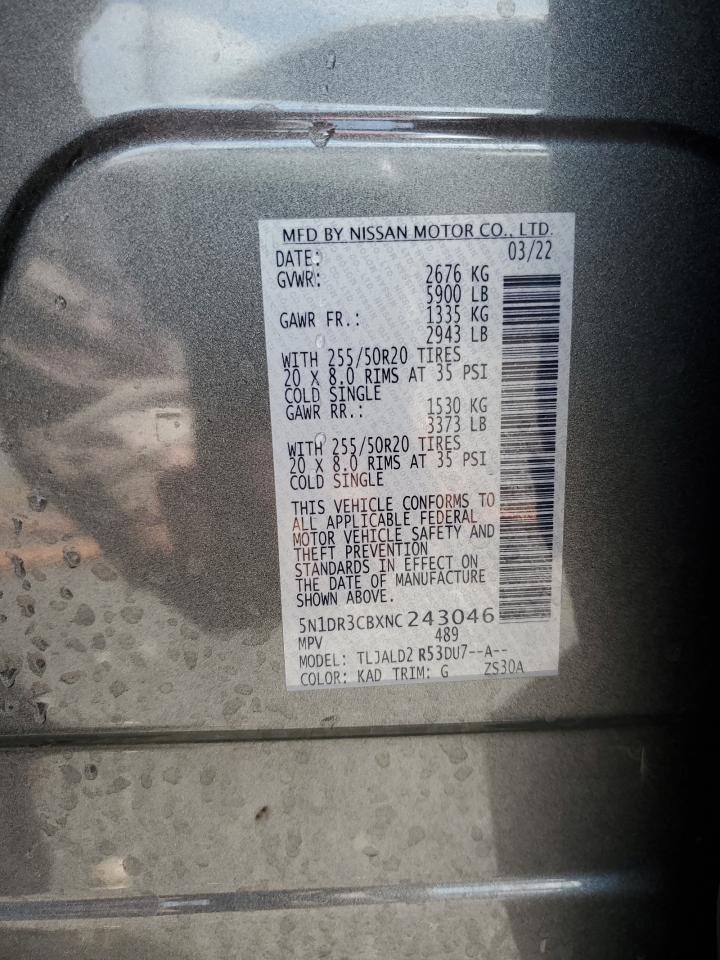 MFD BY NISSAN MOTOR CO., LTD.
DATE: 03/22
GVWR: 2676 KG
5900 LB
GAWR FR.: 1335 KG
2943 LB
WITH 255/50R20 TIRES
20 X 8.0 RIMS AT 35 PSI
COLD SINGLE
GAWR RR.: 1530 KG
3373 LB
WITH 255/50R20 TIRES
20 X 8.0 RIMS AT 35 PSI
COLD SINGLE
THIS VEHICLE CONFORMS TO
ALL APPLICABLE FEDERAL
MOTOR VEHICLE SAFETY AND
THEFT PREVENTION
STANDARDS IN EFFECT ON
THE DATE OF MANUFACTURE
SHOWN ABOVE.
5N1DR3CBXNC243046
MPV 489
MODEL: TLJALD2 R53DU7--A--
COLOR: KAD TRIM: G ZS30A